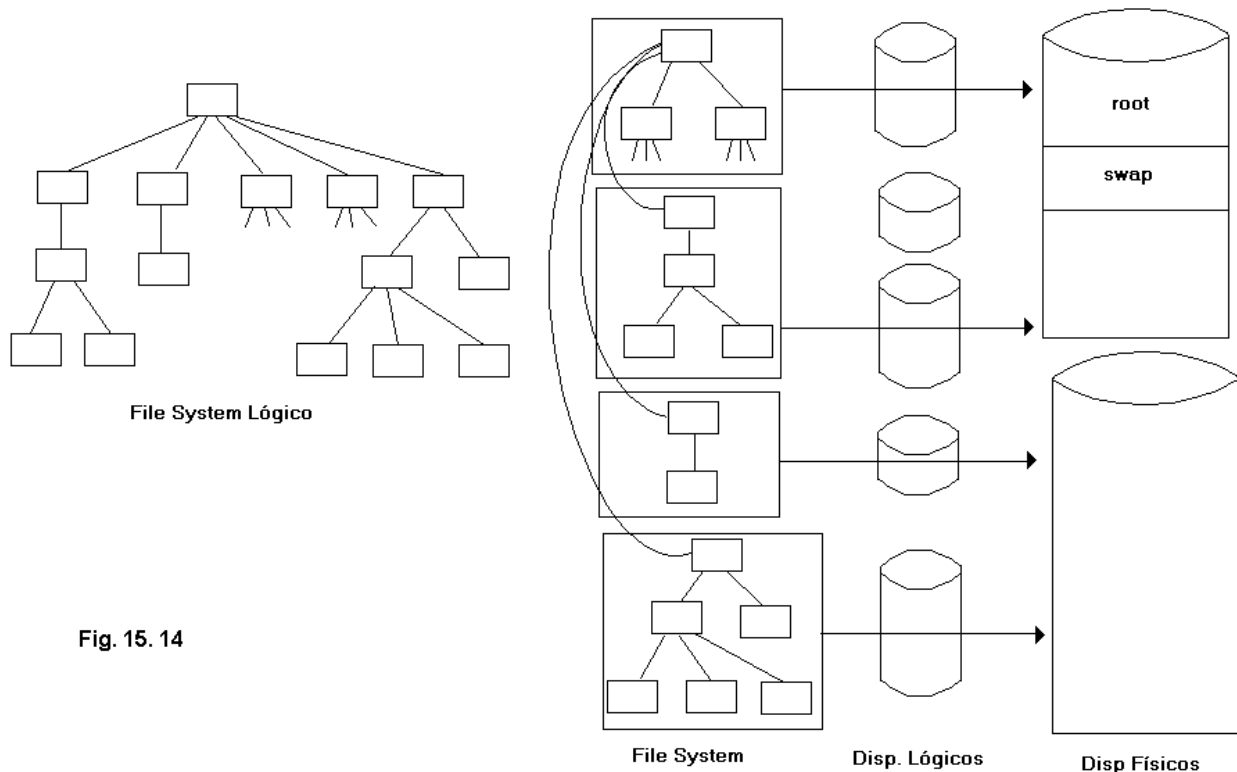 root
swap
File System Lógico
Fig. 15. 14
File System
Disp. Lógicos
Disp Físicos